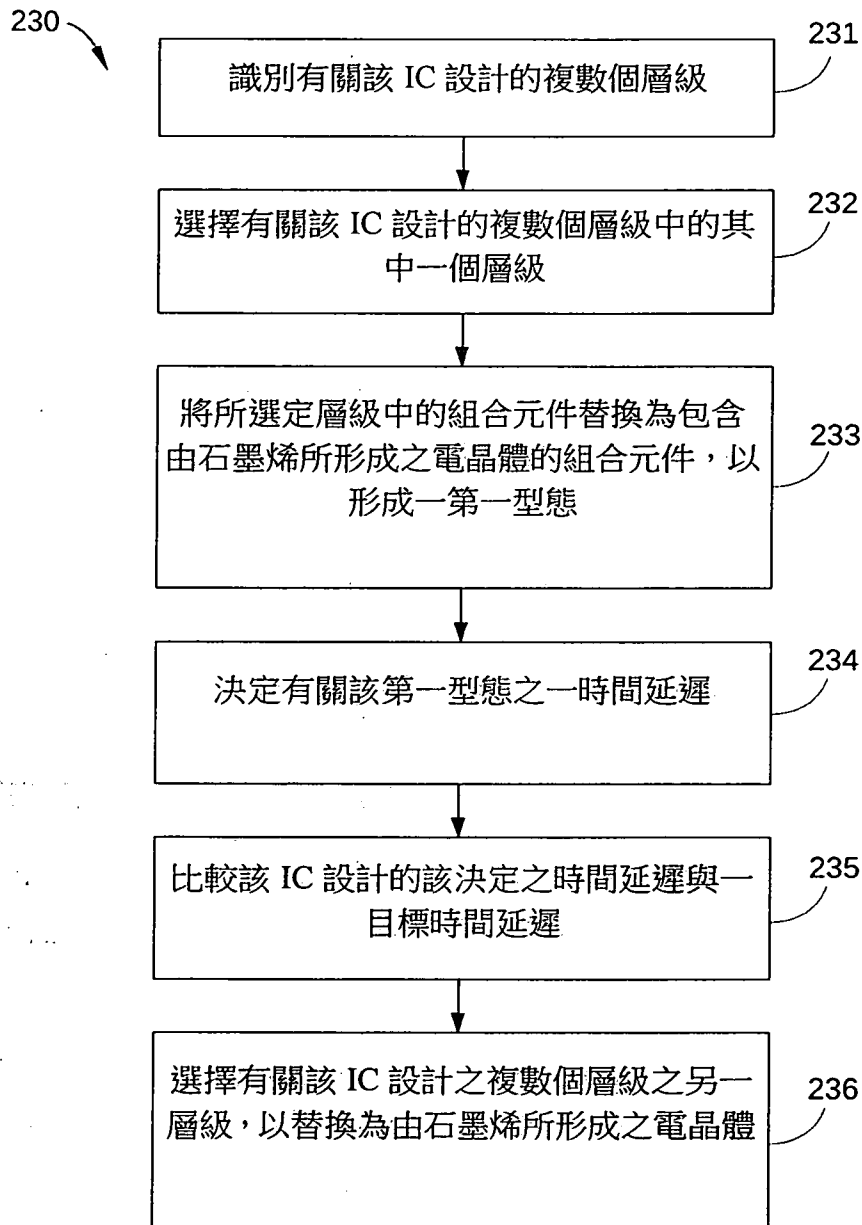 230
231
識別有關該 IC 設計的複數個層級
232
選擇有關該 IC 設計的複數個層級中的其
中一個層級
233
將所選定層級中的組合元件替換為包含
由石墨烯所形成之電晶體的組合元件，以
形成一第一型態
234
決定有關該第一型態之一時間延遲
235
比較該 IC 設計的該決定之時間延遲與一
目標時間延遲
236
選擇有關該 IC 設計之複數個層級之另一
層級，以替換為由石墨烯所形成之電晶體